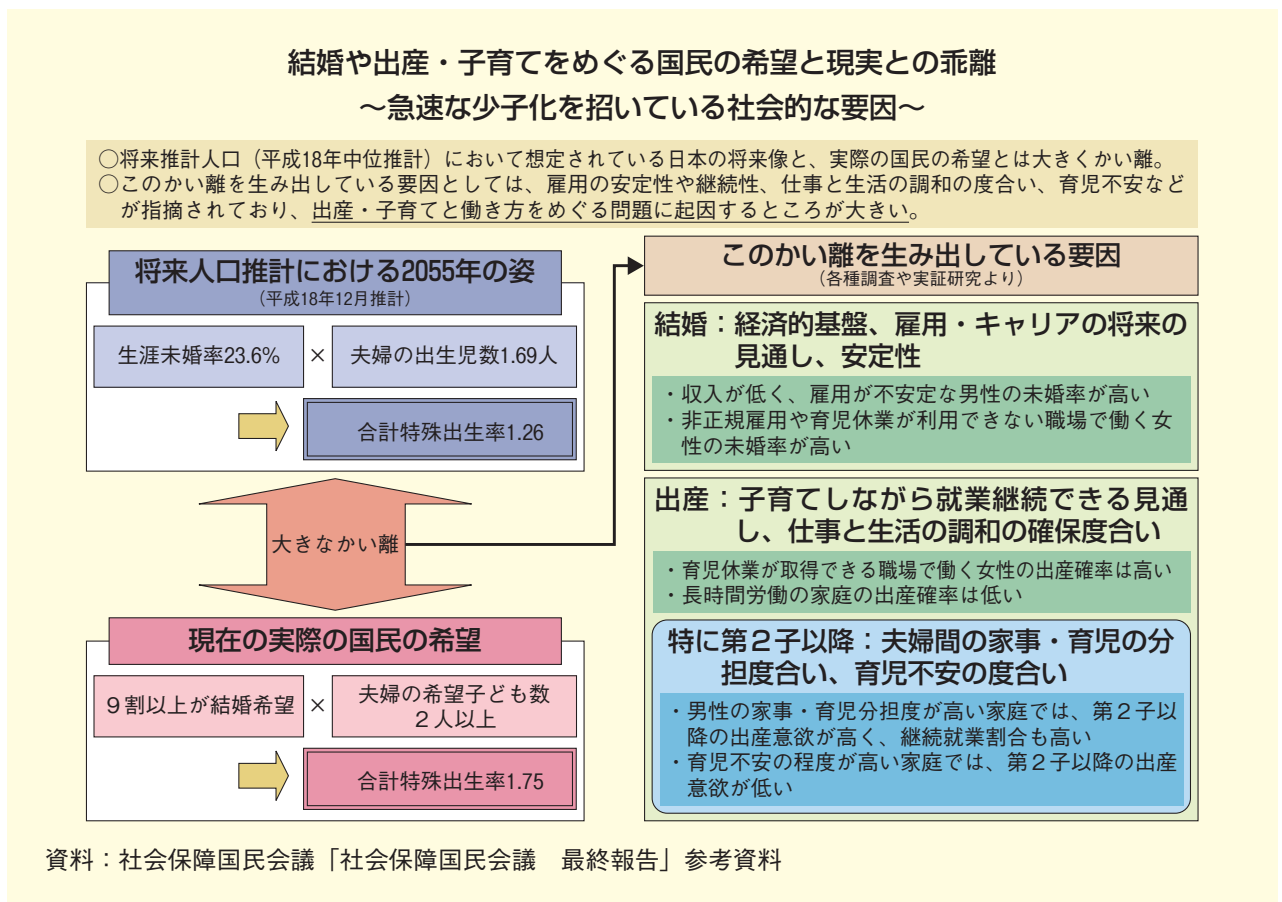 結婚や出産・子育てをめぐる国民の希望と現実との乖離
～急速な少子化を招いている社会的な要因～
○将来推計人口（平成18年中位推計）において想定されている日本の将来像と、実際の国民の希望とは大きくかい離。
○このかい離を生み出している要因としては、雇用の安定性や継続性、仕事と生活の調和の度合い、育児不安など
が指摘されており、出産・子育てと働き方をめぐる問題に起因するところが大きい。
将来人口推計における2055年の姿
（平成18年12月推計）
生涯未婚率23.6%
×
夫婦の出生児数1.69人
合計特殊出生率1.26
大きなかい離
現在の実際の国民の希望
９割以上が結婚希望
×
夫婦の希望子ども数
２人以上
合計特殊出生率1.75
このかい離を生み出している要因
（各種調査や実証研究より）
結婚：経済的基盤、雇用・キャリアの将来の
見通し、安定性
・収入が低く、雇用が不安定な男性の未婚率が高い
・非正規雇用や育児休業が利用できない職場で働く女
性の未婚率が高い
出産：子育てしながら就業継続できる見通
し、仕事と生活の調和の確保度合い
・育児休業が取得できる職場で働く女性の出産確率は高い
・長時間労働の家庭の出産確率は低い
特に第２子以降：夫婦間の家事・育児の分
担度合い、育児不安の度合い
・男性の家事・育児分担度が高い家庭では、第２子以
降の出産意欲が高く、継続就業割合も高い
・育児不安の程度が高い家庭では、第２子以降の出産
意欲が低い
資料：社会保障国民会議「社会保障国民会議　最終報告」参考資料